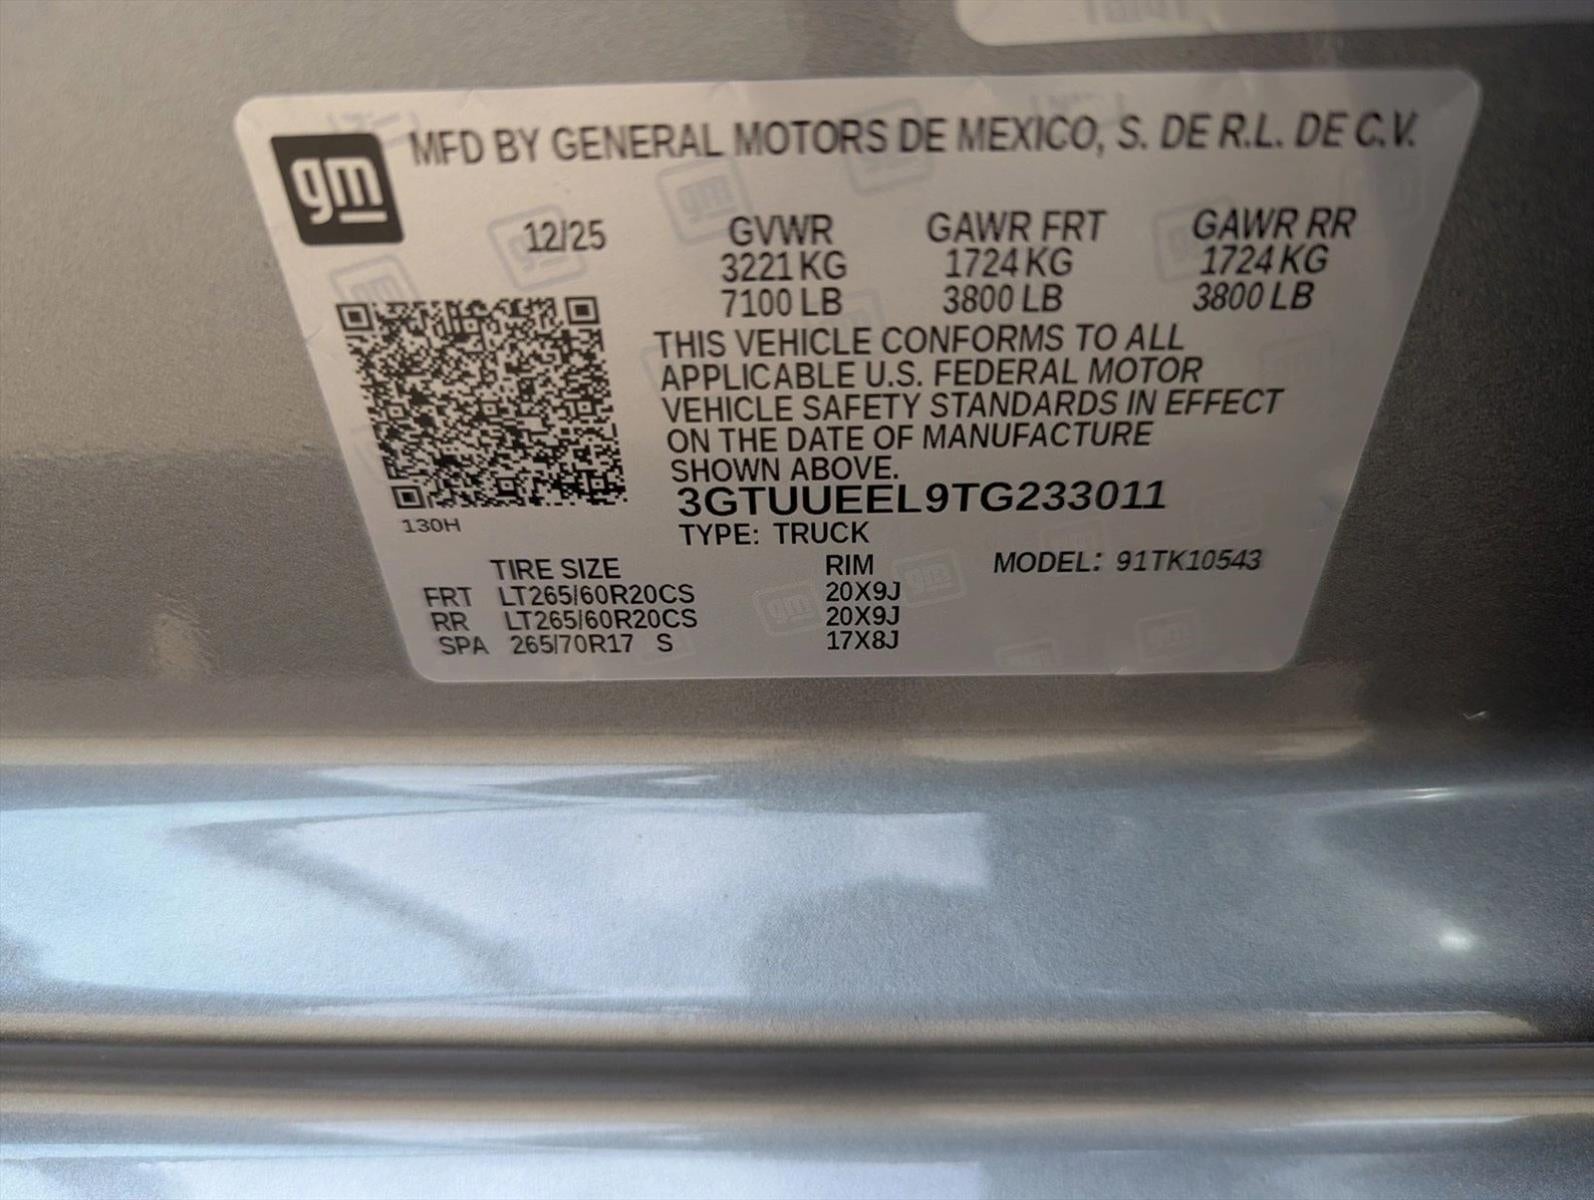 gm MFD BY GENERAL MOTORS DE MEXICO, S. DE R.L. DE C.V.
12/25 GVWR GAWR FRT GAWR RR
3221 KG 1724 KG 1724 KG
7100 LB 3800 LB 3800 LB
THIS VEHICLE CONFORMS TO ALL
APPLICABLE U.S. FEDERAL MOTOR
VEHICLE SAFETY STANDARDS IN EFFECT
ON THE DATE OF MANUFACTURE
SHOWN ABOVE.
3GTUUEEL9TG233011
130H
TYPE: TRUCK
TIRE SIZE RIM MODEL: 91TK10543
FRT LT265/60R20CS 20X9J
RR LT265/60R20CS 20X9J
SPA 265/70R17 S 17X8J